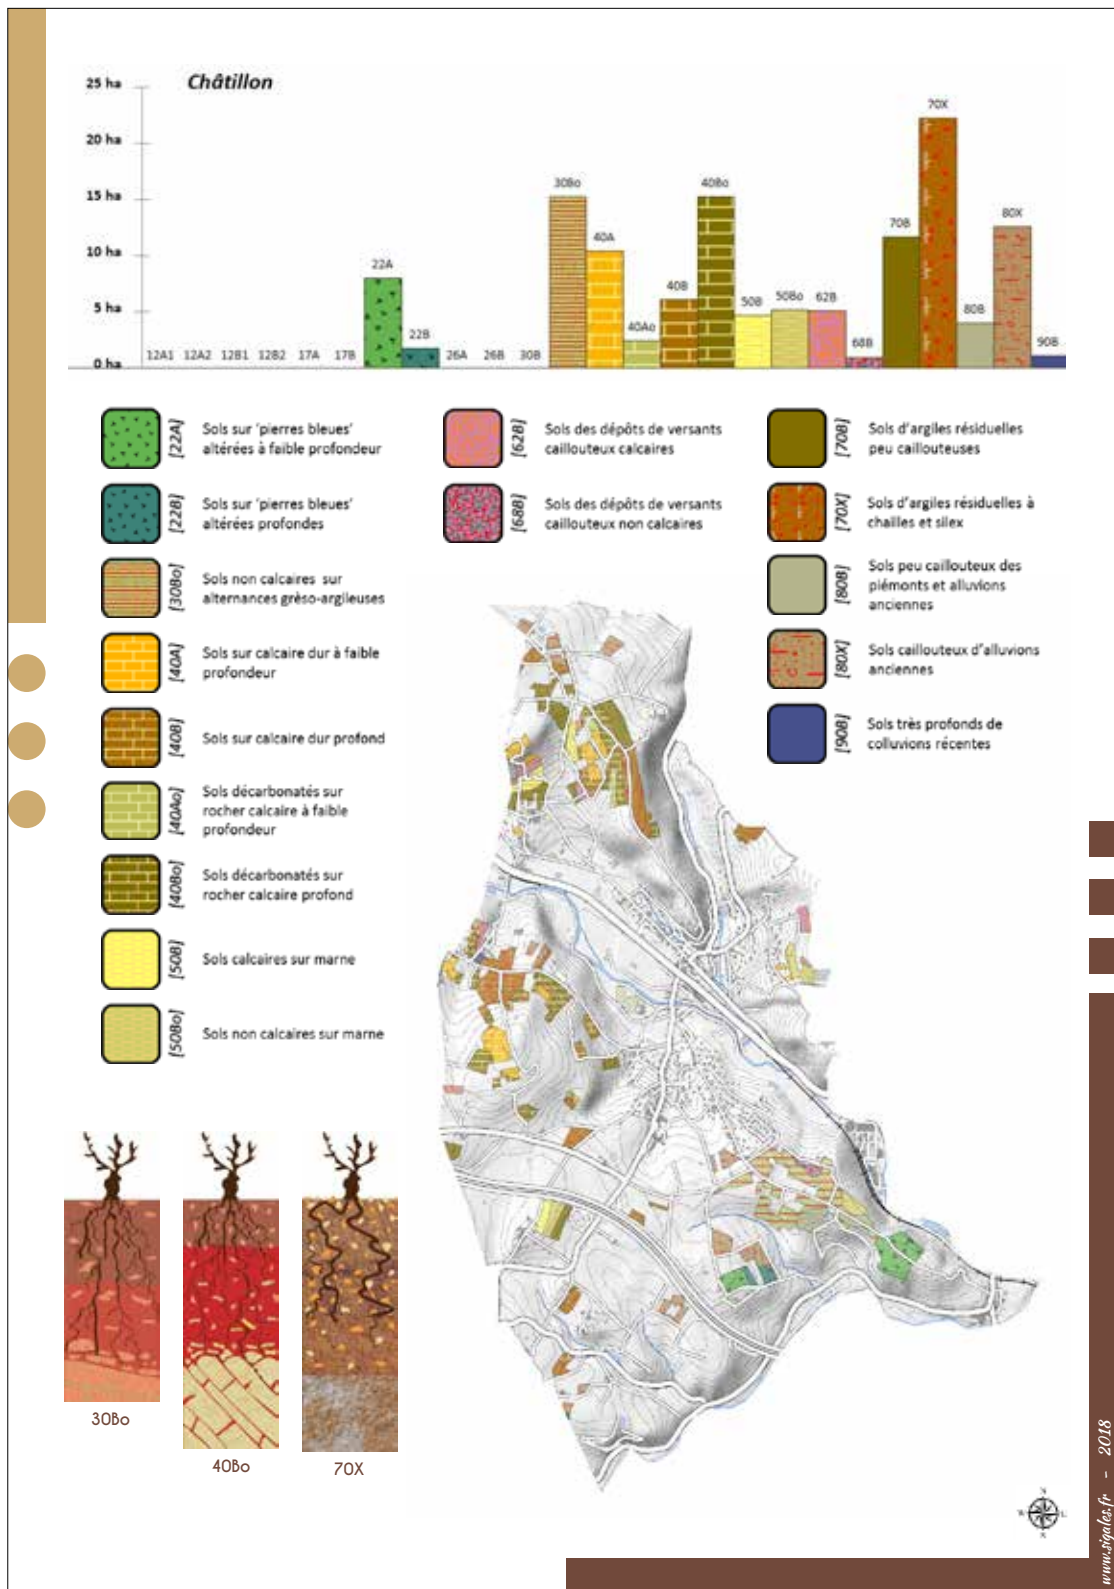 Châtillon
25 ha
20 ha
15 ha
10 ha
5 ha
0 ha
12A1 12A2 12B1 12B2 17A 17B 22A 22B 26A 26B 30B 30Bo 40A 40Ao 40B 40Bo 50B 50Bo 62B 68B 70B 70X 80B 80X 90B
[22A]
Sols sur 'pierres bleues'
altérées à faible profondeur
[22B]
Sols sur 'pierres bleues'
altérées profondes
[30Bo]
Sols non calcaires sur
alternances grèso-argileuses
[40A]
Sols sur calcaire dur à faible
profondeur
[40B]
Sols sur calcaire dur profond
[40Ao]
Sols décarbonatés sur
rocher calcaire à faible
profondeur
[40Bo]
Sols décarbonatés sur
rocher calcaire profond
[50B]
Sols calcaires sur marne
[50Bo]
Sols non calcaires sur marne
[62B]
Sols des dépôts de versants
caillouteux calcaires
[68B]
Sols des dépôts de versants
caillouteux non calcaires
[70B]
Sols d'argiles résiduelles
peu caillouteuses
[70X]
Sols d'argiles résiduelles à
chailles et silex
[80B]
Sols peu caillouteux des
piémonts et alluvions
anciennes
[80X]
Sols caillouteux d'alluvions
anciennes
[90B]
Sols très profonds de
colluvions récentes
30Bo
40Bo
70X
N
W
L
S
www.sigales.fr - 2018